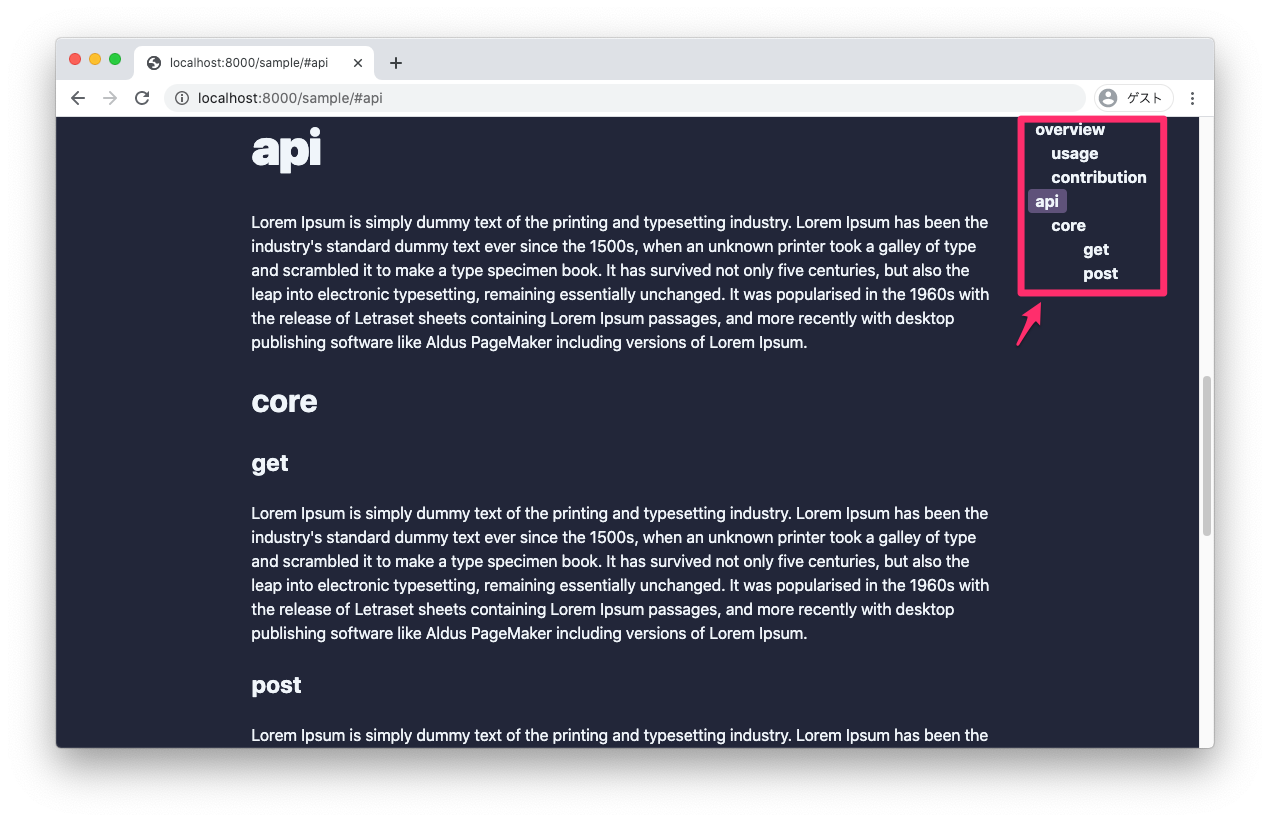 localhost:8000/sample/#api
localhost:8000/sample/#api
ゲスト
api
Lorem Ipsum is simply dummy text of the printing and typesetting industry. Lorem Ipsum has been the
industry's standard dummy text ever since the 1500s, when an unknown printer took a galley of type
and scrambled it to make a type specimen book. It has survived not only five centuries, but also the
leap into electronic typesetting, remaining essentially unchanged. It was popularised in the 1960s with
the release of Letraset sheets containing Lorem Ipsum passages, and more recently with desktop
publishing software like Aldus PageMaker including versions of Lorem Ipsum.
core
get
Lorem Ipsum is simply dummy text of the printing and typesetting industry. Lorem Ipsum has been the
industry's standard dummy text ever since the 1500s, when an unknown printer took a galley of type
and scrambled it to make a type specimen book. It has survived not only five centuries, but also the
leap into electronic typesetting, remaining essentially unchanged. It was popularised in the 1960s with
the release of Letraset sheets containing Lorem Ipsum passages, and more recently with desktop
publishing software like Aldus PageMaker including versions of Lorem Ipsum.
post
Lorem Ipsum is simply dummy text of the printing and typesetting industry. Lorem Ipsum has been the
overview
usage
contribution
api
core
get
post